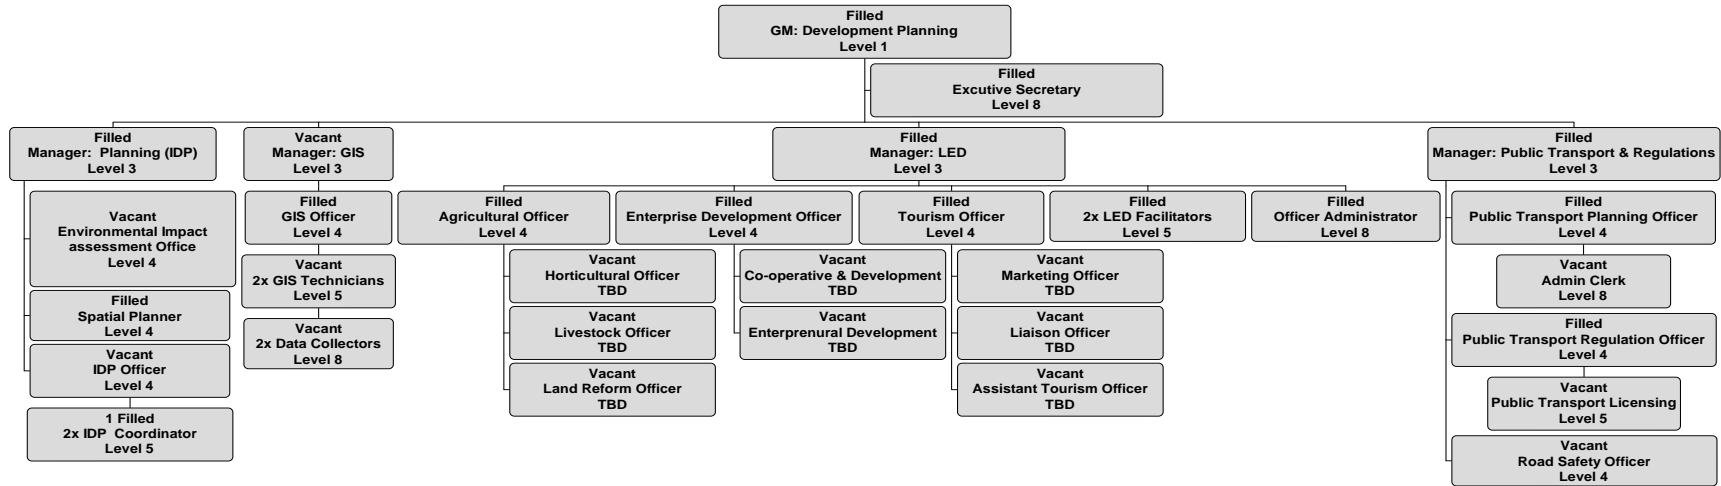 Filled
GM: Development Planning
Level 1
Filled
Excutive Secretary
Level 8
Filled
Manager:  Planning (IDP)
Level 3
Vacant
Manager: GIS
Level 3
Filled
Manager: LED
Level 3
Filled
Manager: Public Transport & Regulations
Level 3
Vacant
Environmental Impact
assessment Office
Level 4
Filled
Spatial Planner
Level 4
Vacant
IDP Officer
Level 4
1 Filled
2x IDP  Coordinator
Level 5
Filled
GIS Officer
Level 4
Vacant
2x GIS Technicians
Level 5
Vacant
2x Data Collectors
Level 8
Filled
Agricultural Officer
Level 4
Vacant
Horticultural Officer
TBD
Vacant
Livestock Officer
TBD
Vacant
Land Reform Officer
TBD
Filled
Enterprise Development Officer
Level 4
Vacant
Co-operative & Development
TBD
Vacant
Enterprenural Development
TBD
Filled
Tourism Officer
Level 4
Vacant
Marketing Officer
TBD
Vacant
Liaison Officer
TBD
Vacant
Assistant Tourism Officer
TBD
Filled
2x LED Facilitators
Level 5
Filled
Officer Administrator
Level 8
Filled
Public Transport Planning Officer
Level 4
Vacant
Admin Clerk
Level 8
Filled
Public Transport Regulation Officer
Level 4
Vacant
Public Transport Licensing
Level 5
Vacant
Road Safety Officer
Level 4